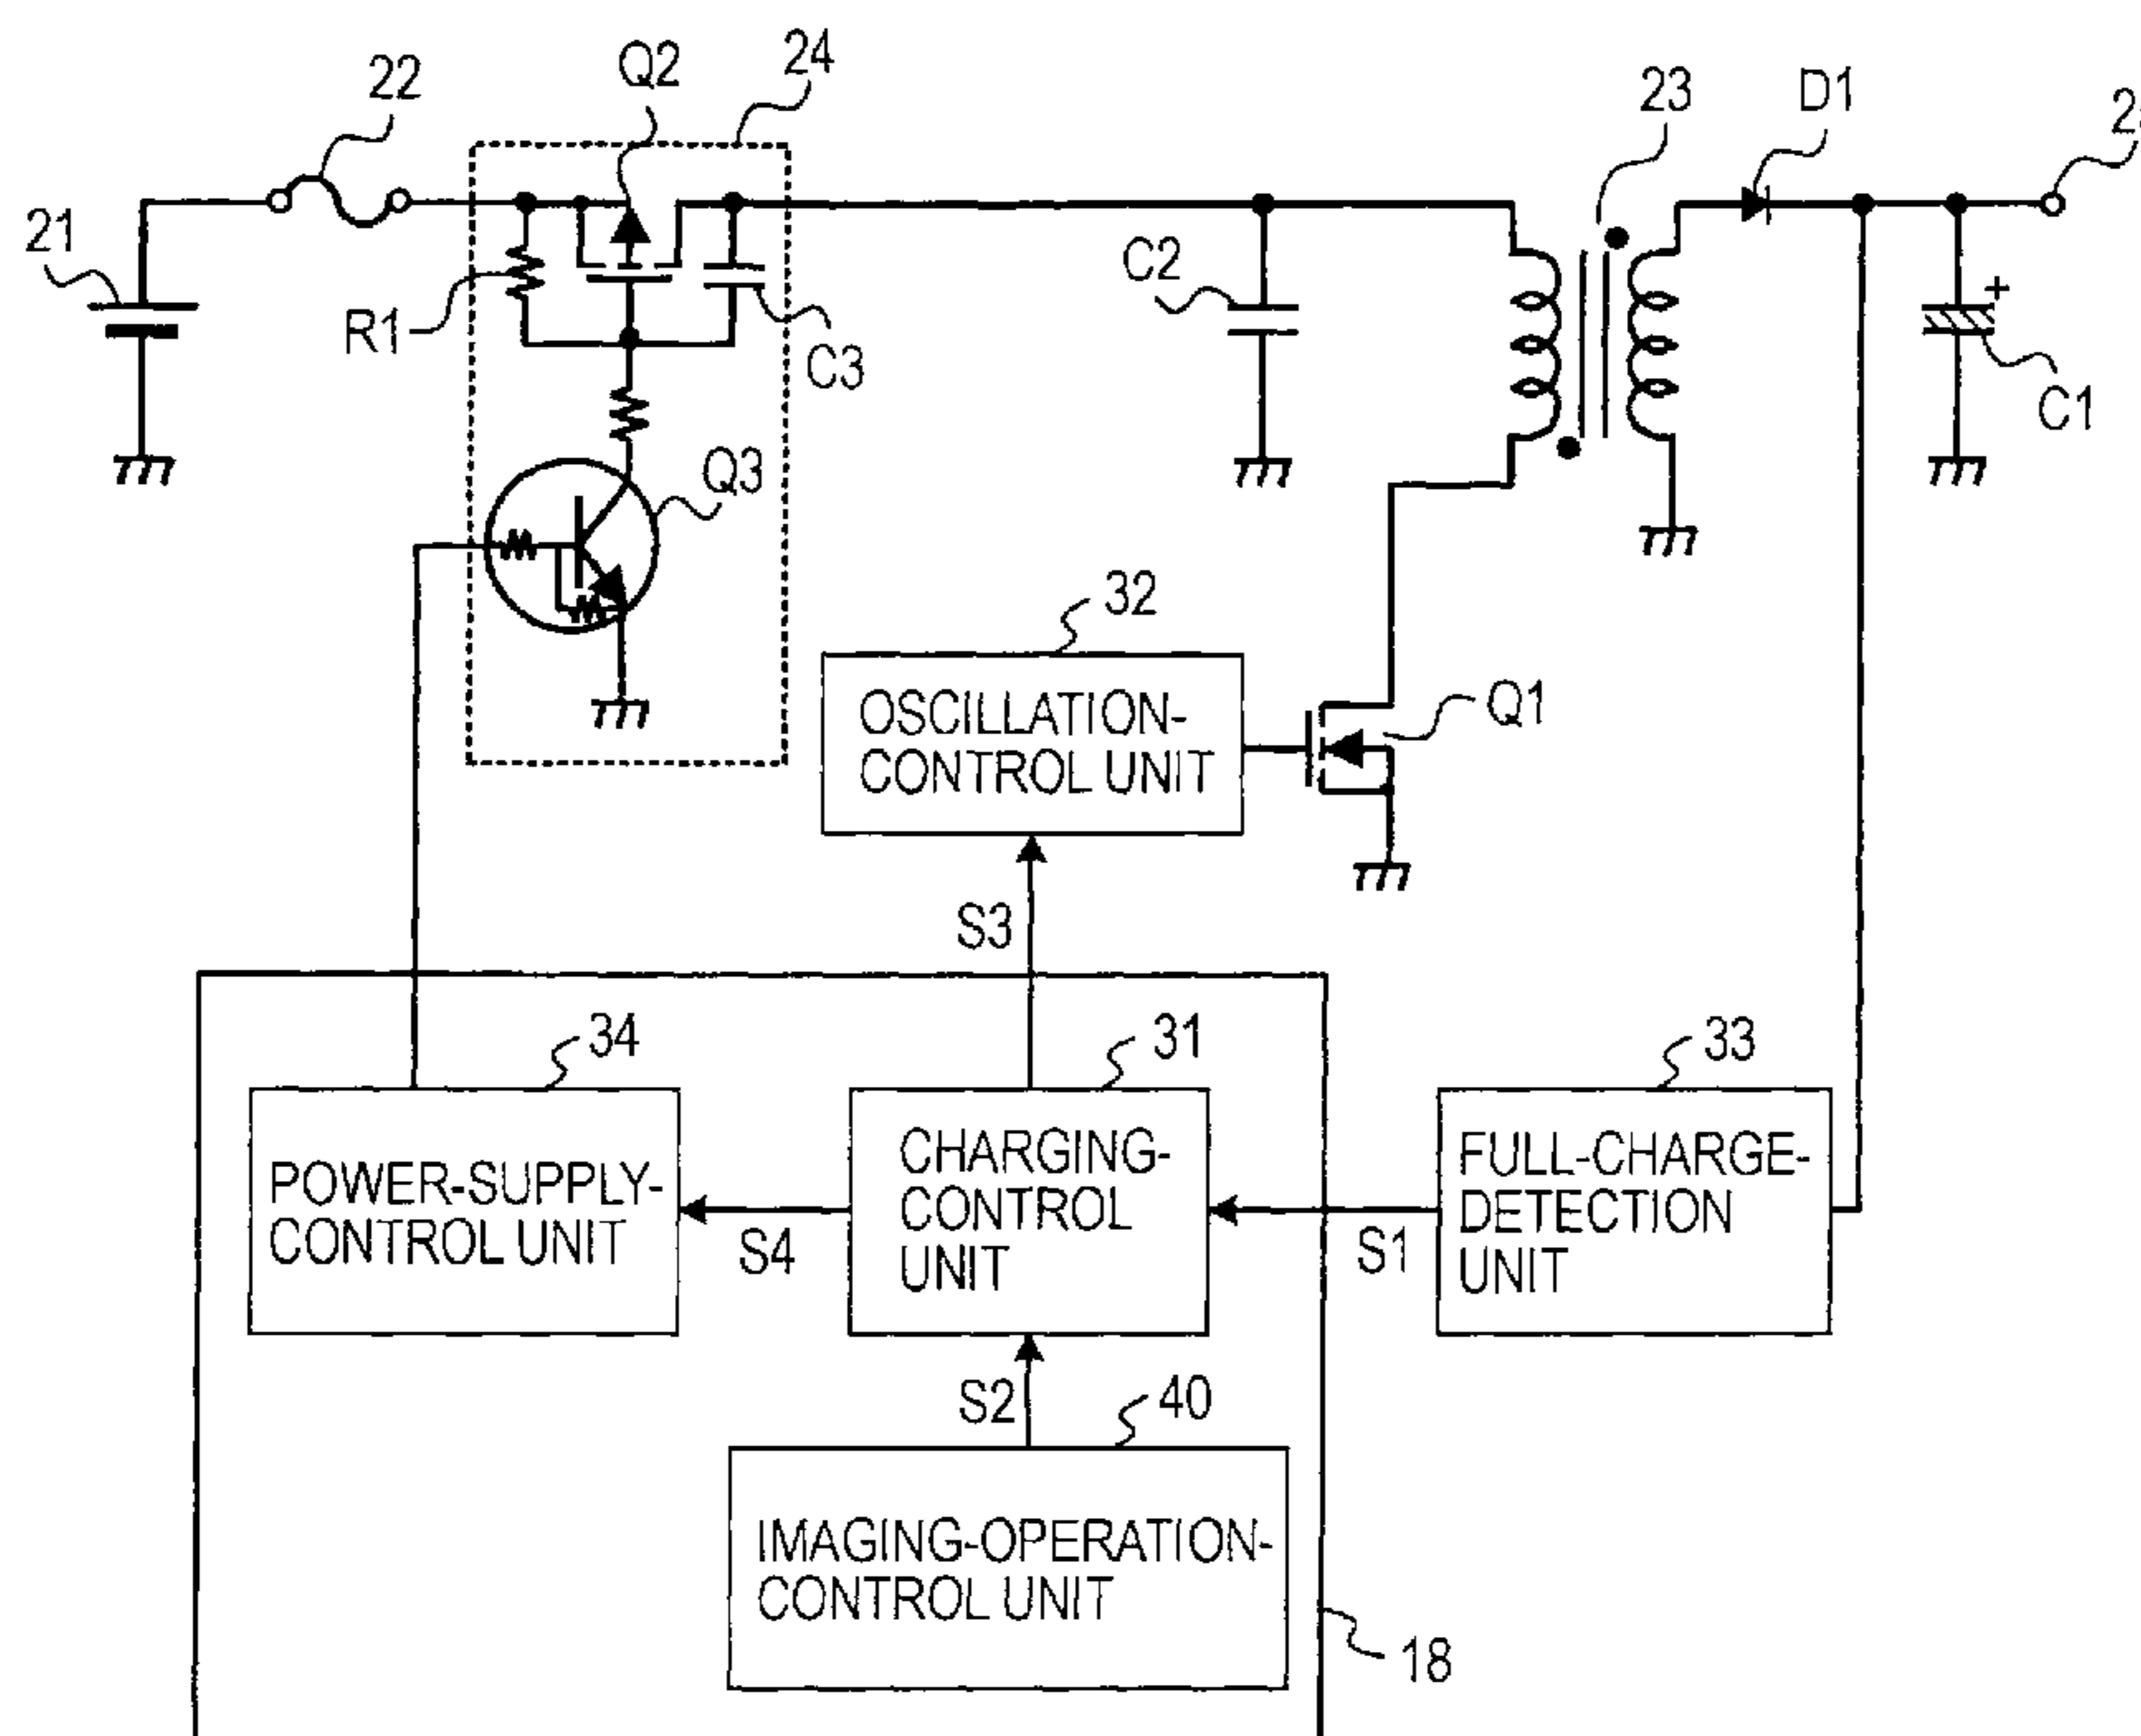 22
Q2
24
23
D1
21
R1
C3
C2
+
C1
Q3
32
OSCILLATION-
CONTROL UNIT
Q1
S3
34
31
33
POWER-SUPPLY-
CONTROL UNIT
S4
CHARGING-
CONTROL
UNIT
S1
FULL-CHARGE-
DETECTION
UNIT
S2
40
IMAGING-OPERATION-
CONTROL UNIT
18